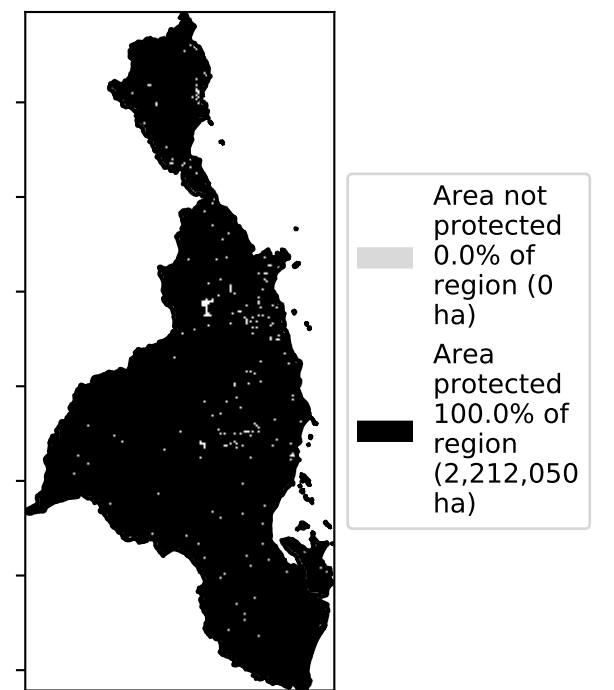 Area not
protected
0.0% of
region (0
ha)
Area
protected
100.0% of
region
(2,212,050
ha)